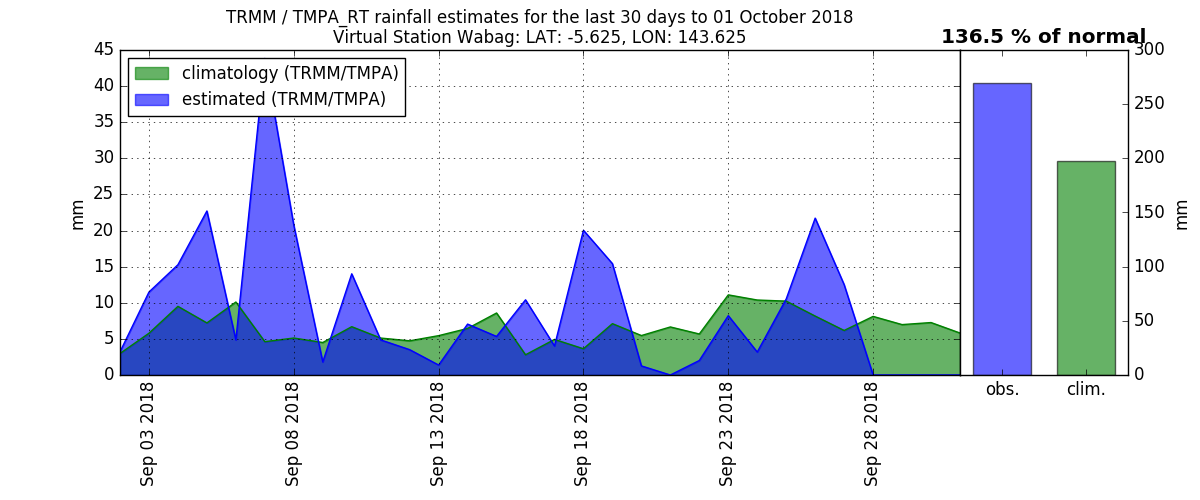 TRMM / TMPA_RT rainfall estimates for the last 30 days to 01 October 2018
Virtual Station Wabag: LAT: -5.625, LON: 143.625
136.5 % of normal
climatology (TRMM/TMPA)
estimated (TRMM/TMPA)
45
40
35
30
25
20
15
10
5
0
mm
Sep 03 2018
Sep 08 2018
Sep 13 2018
Sep 18 2018
Sep 23 2018
Sep 28 2018
300
250
200
150
100
50
0
mm
obs.
clim.